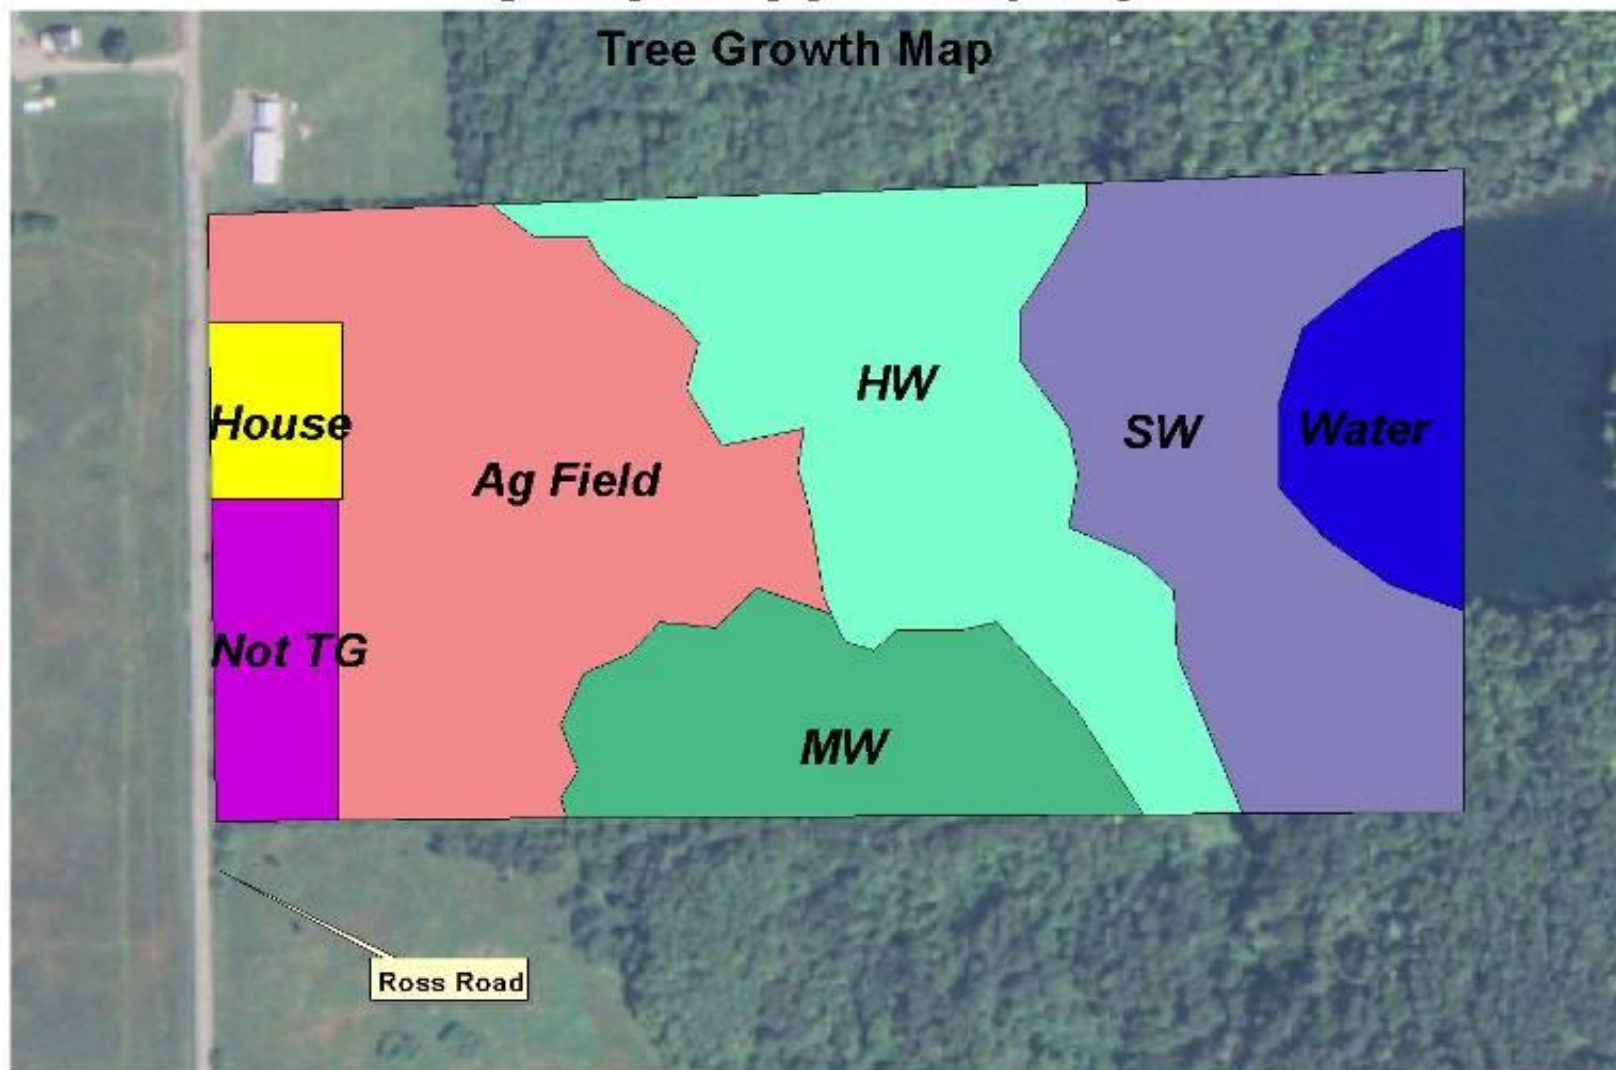 Tree Growth Map
HW
House
SW
Water
Ag Field
Not TG
MW
Ross Road